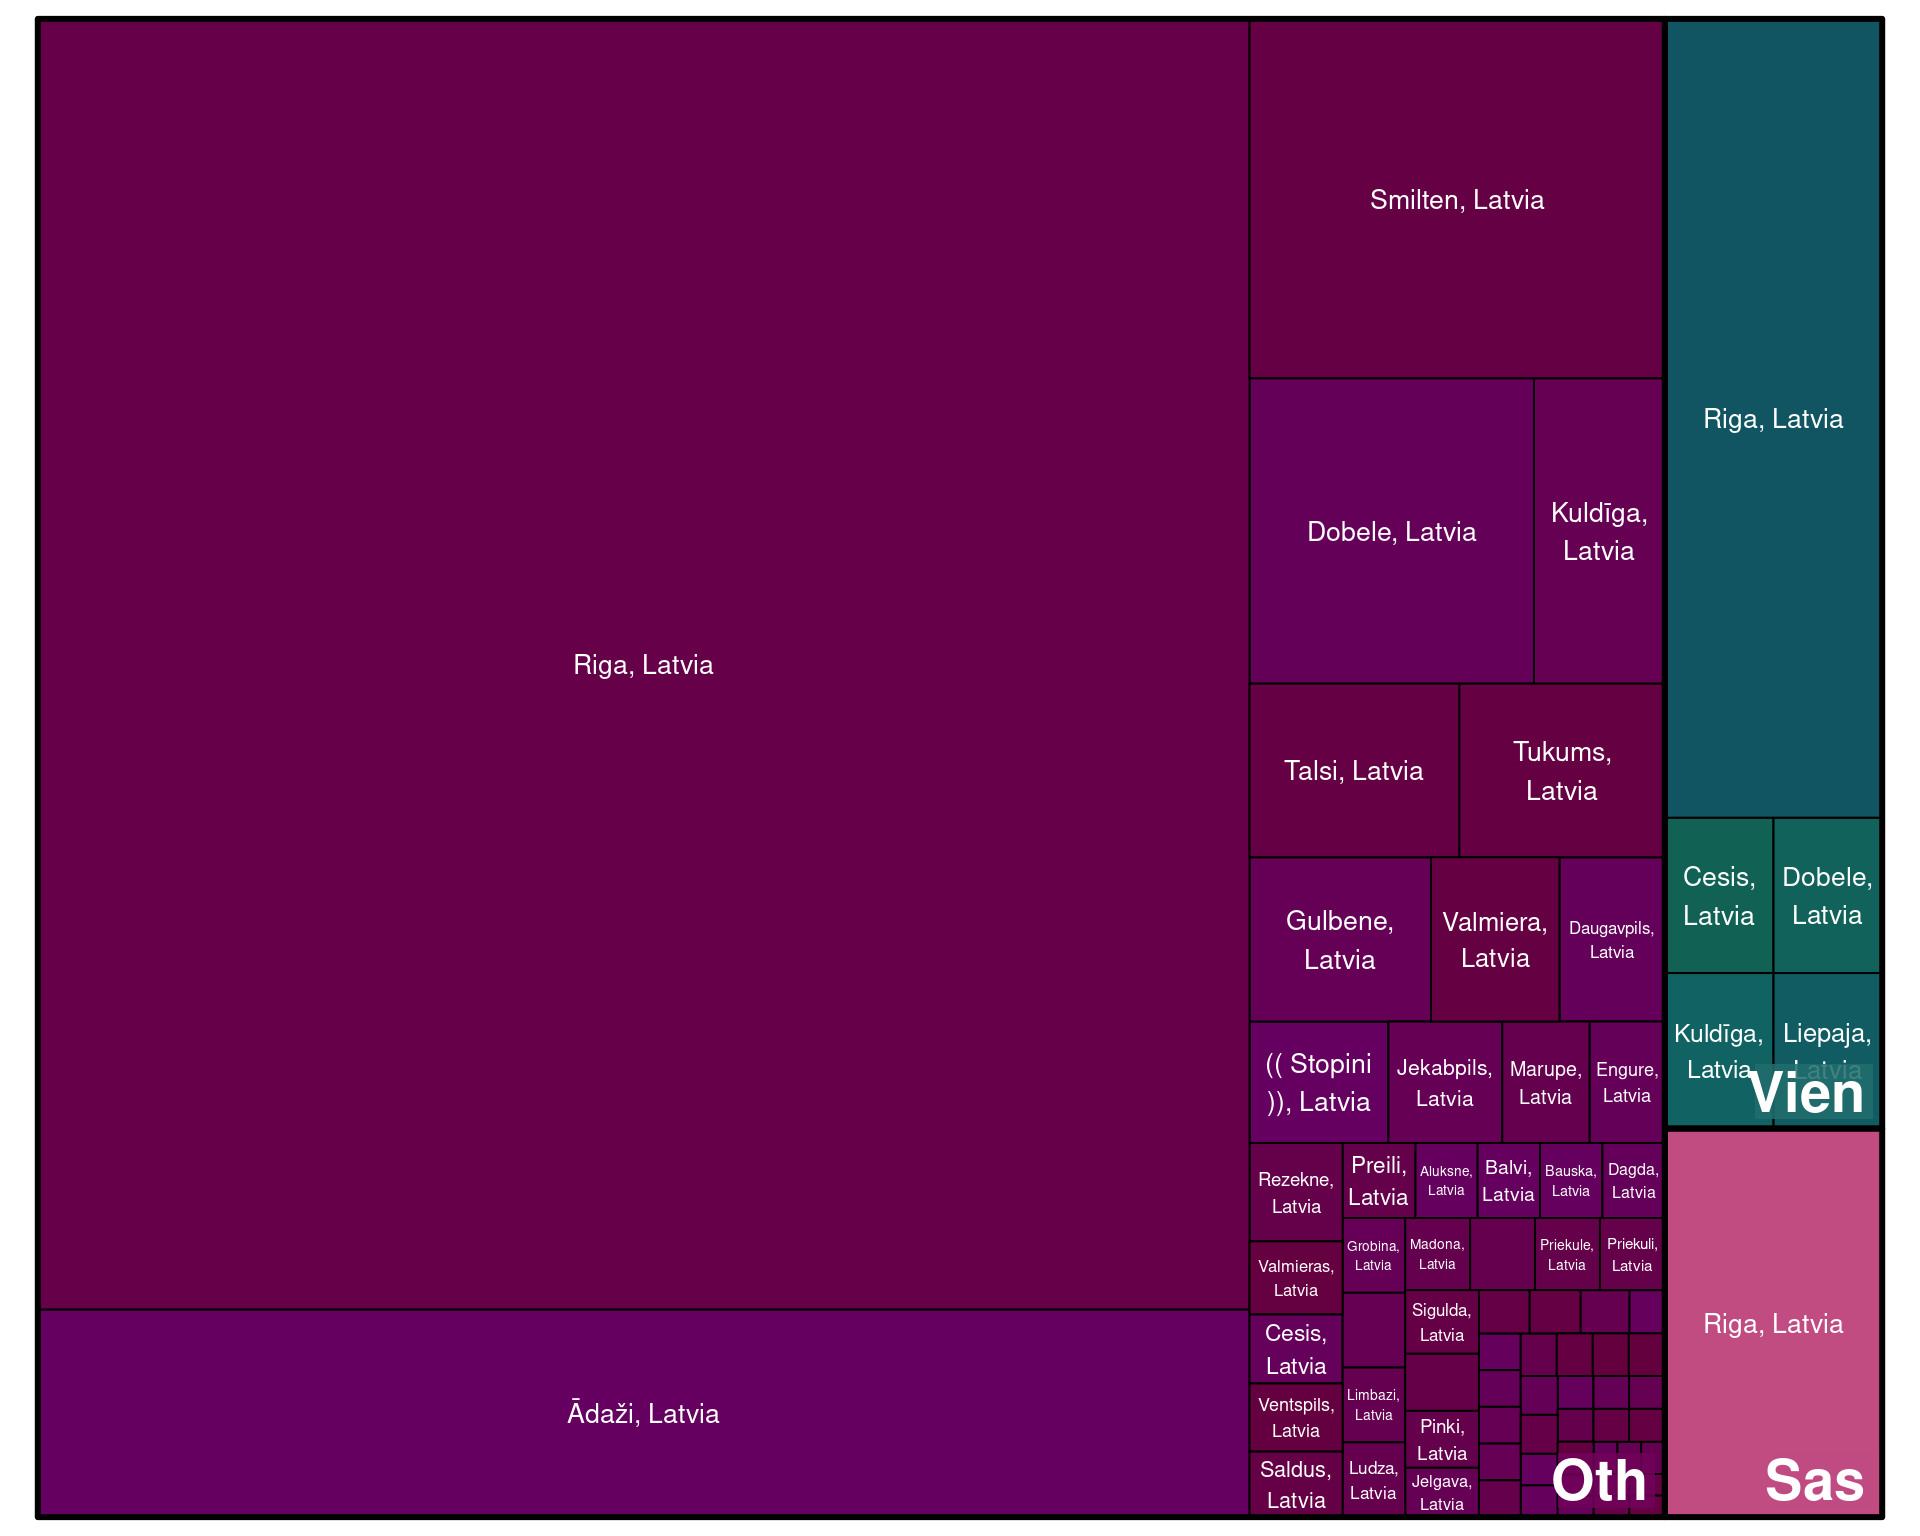 Riga, Latvia
Ādaži, Latvia
Smilten, Latvia
Dobele, Latvia
Kuldīga,
Latvia
Talsi, Latvia
Tukums,
Latvia
Gulbene,
Latvia
Valmiera,
Latvia
Daugavpils,
Latvia
(( Stopini
)), Latvia
Jekabpils,
Latvia
Marupe,
Latvia
Engure,
Latvia
Rezekne,
Latvia
Valmieras,
Latvia
Cesis,
Latvia
Ventspils,
Latvia
Saldus,
Latvia
Preili,
Latvia
Aluksne,
Latvia
Balvi,
Latvia
Bauska,
Latvia
Dagda,
Latvia
Grobina,
Latvia
Madona,
Latvia
Priekule,
Latvia
Priekuli,
Latvia
Limbazi,
Latvia
Ludza,
Latvia
Sigulda,
Latvia
Pinki,
Latvia
Jelgava,
Latvia
Oth
Riga, Latvia
Cesis,
Latvia
Dobele,
Latvia
Kuldīga,
Latvia
Liepaja,
Latvia
Vien
Riga, Latvia
Sas